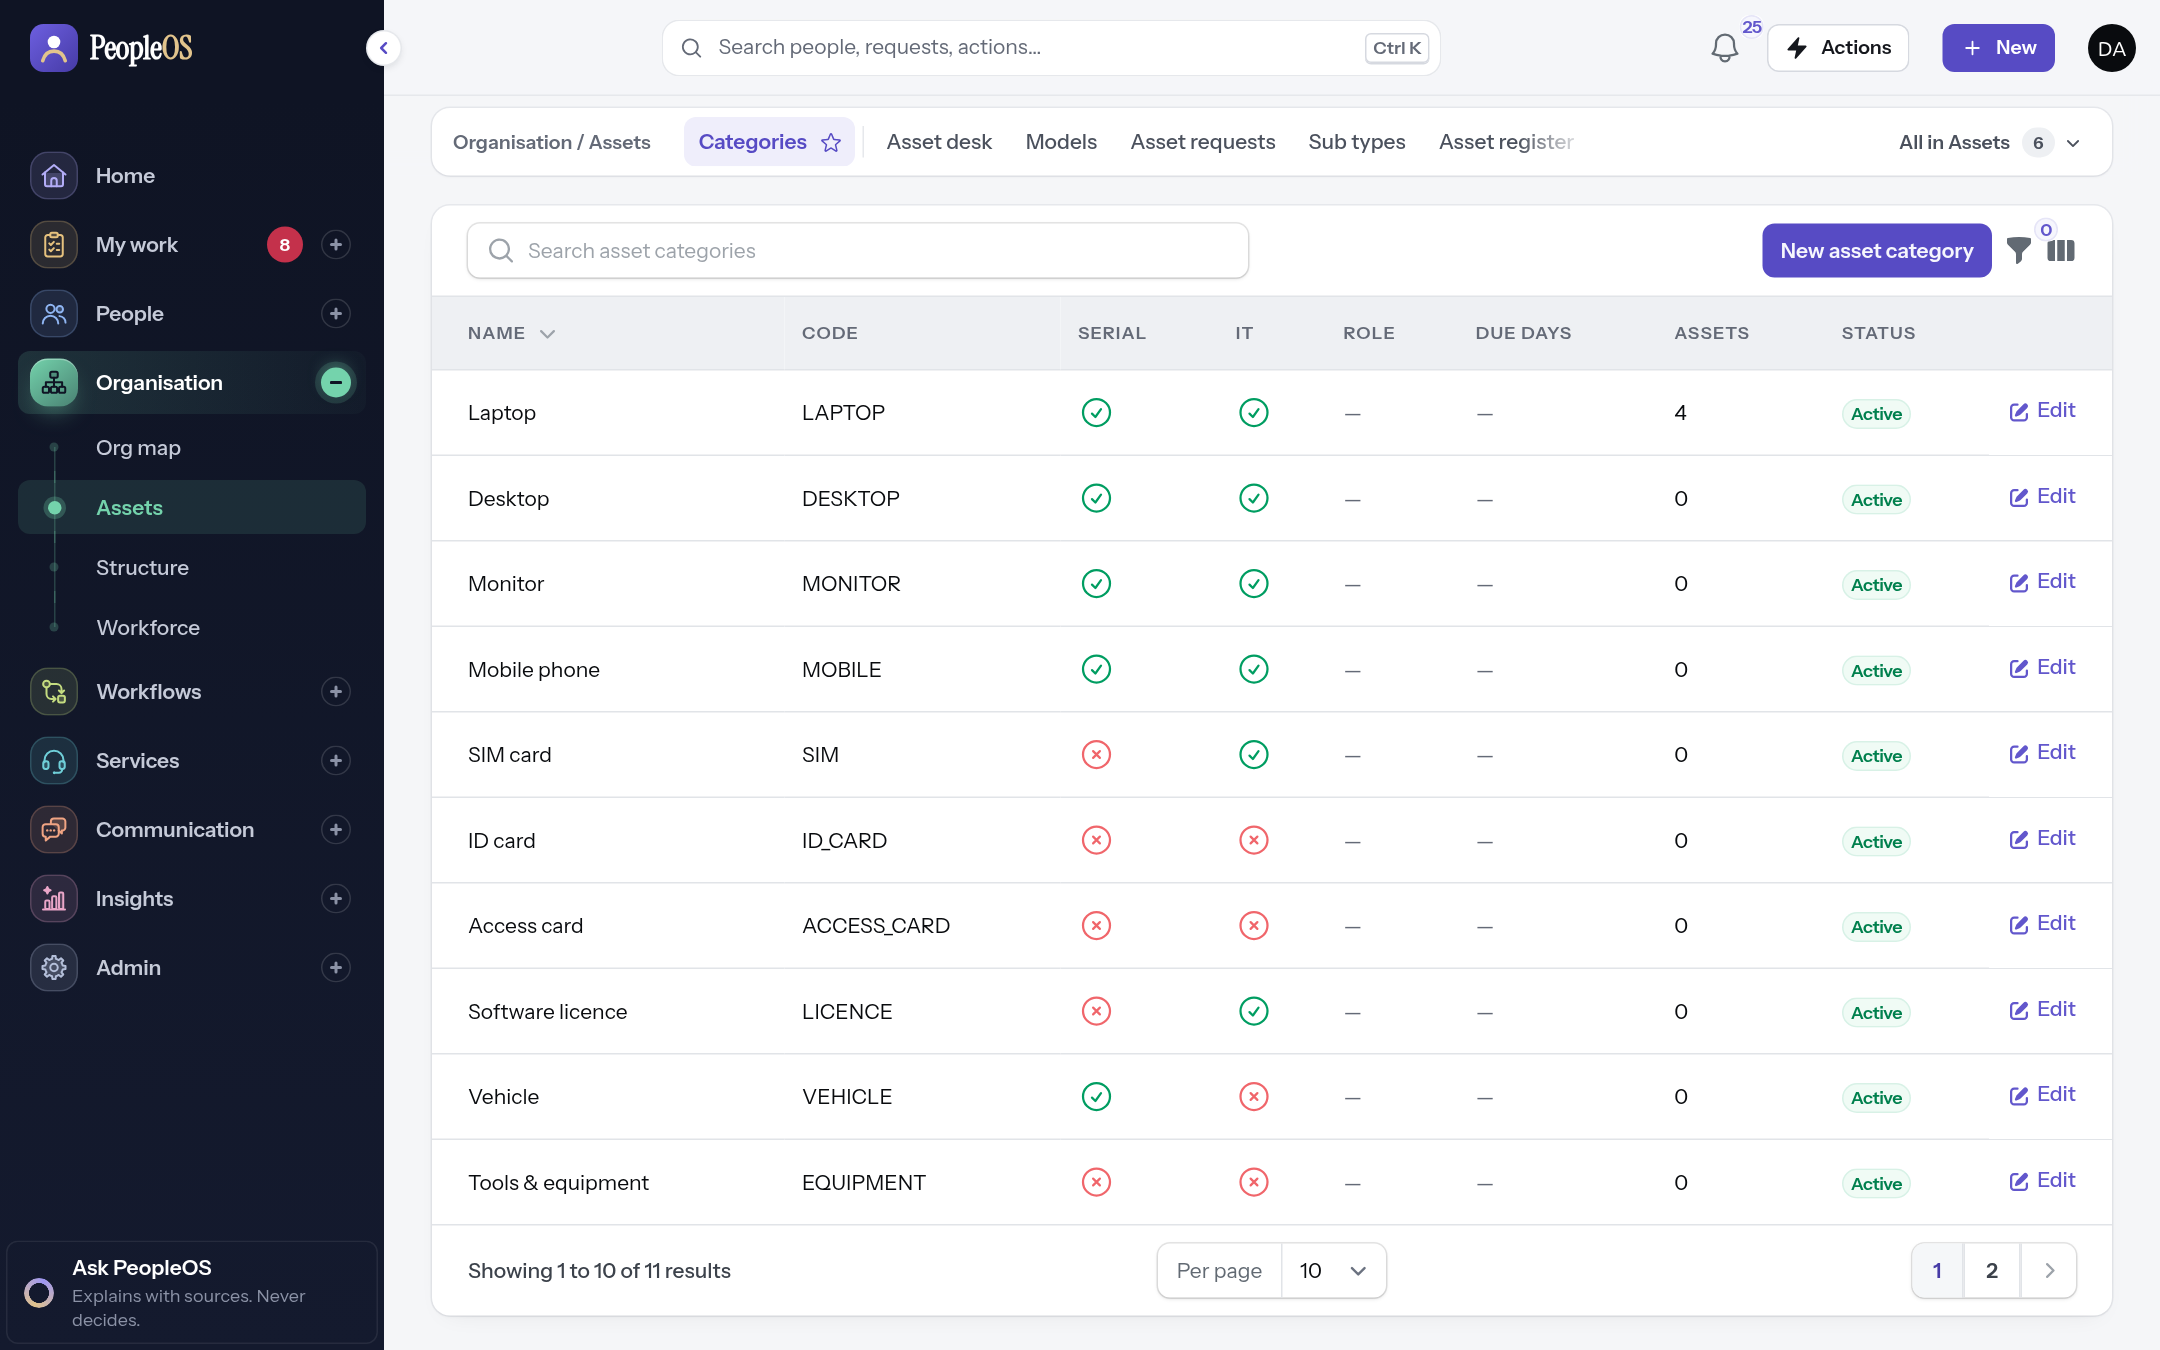 PeopleOS
Search people, requests, actions...
Ctrl K
25
Actions
New
DA
Home
My work
8
People
Organisation
Org map
Assets
Structure
Workforce
Workflows
Services
Communication
Insights
Admin
Ask PeopleOS
Explains with sources. Never
decides.
Organisation / Assets
Categories
Asset desk
Models
Asset requests
Sub types
Asset register
All in Assets
6
Search asset categories
New asset category
0
NAME CODE SERIAL IT ROLE DUE DAYS ASSETS STATUS
Laptop LAPTOP — — 4 Active Edit
Desktop DESKTOP — — 0 Active Edit
Monitor MONITOR — — 0 Active Edit
Mobile phone MOBILE — — 0 Active Edit
SIM card SIM — — 0 Active Edit
ID card ID_CARD — — 0 Active Edit
Access card ACCESS_CARD — — 0 Active Edit
Software licence LICENCE — — 0 Active Edit
Vehicle VEHICLE — — 0 Active Edit
Tools & equipment EQUIPMENT — — 0 Active Edit
Showing 1 to 10 of 11 results
Per page 10
1 2